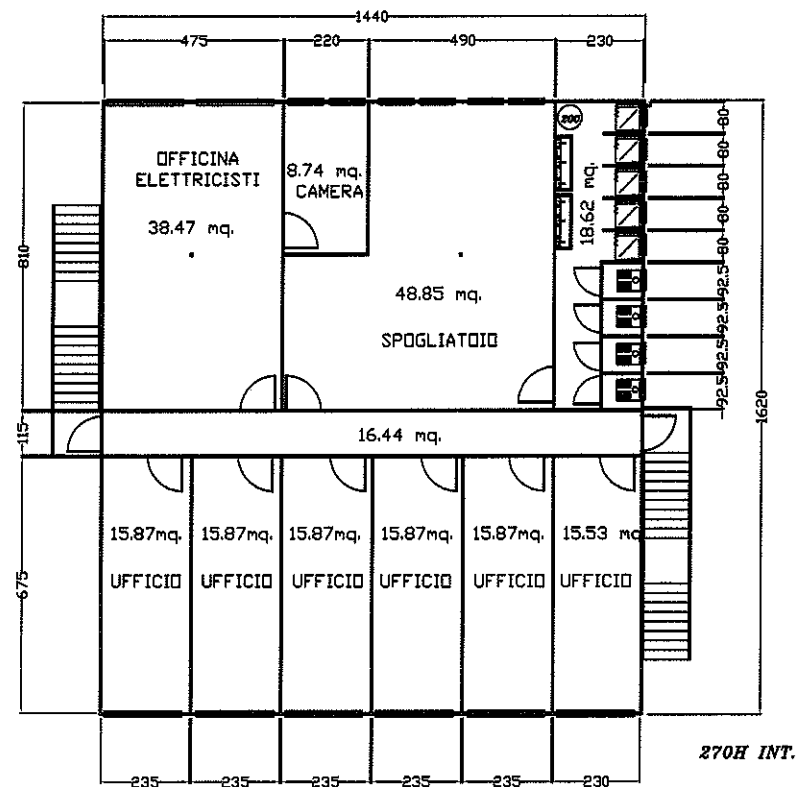 1440
475 220 490 230
OFFICINA
ELETTRICISTI
38.47 mq.
8.74 mq.
CAMERA
200
18.62 mq.
80
80
80
80
80
48.85 mq.
SPOGLIATOIO
92.5
92.5
92.5
92.5
810
115
675
1620
16.44 mq.
15.87mq. 15.87mq. 15.87mq. 15.87mq. 15.87mq. 15.53 mq
UFFICIO UFFICIO UFFICIO UFFICIO UFFICIO UFFICIO
235 235 235 235 235 230
270H INT.